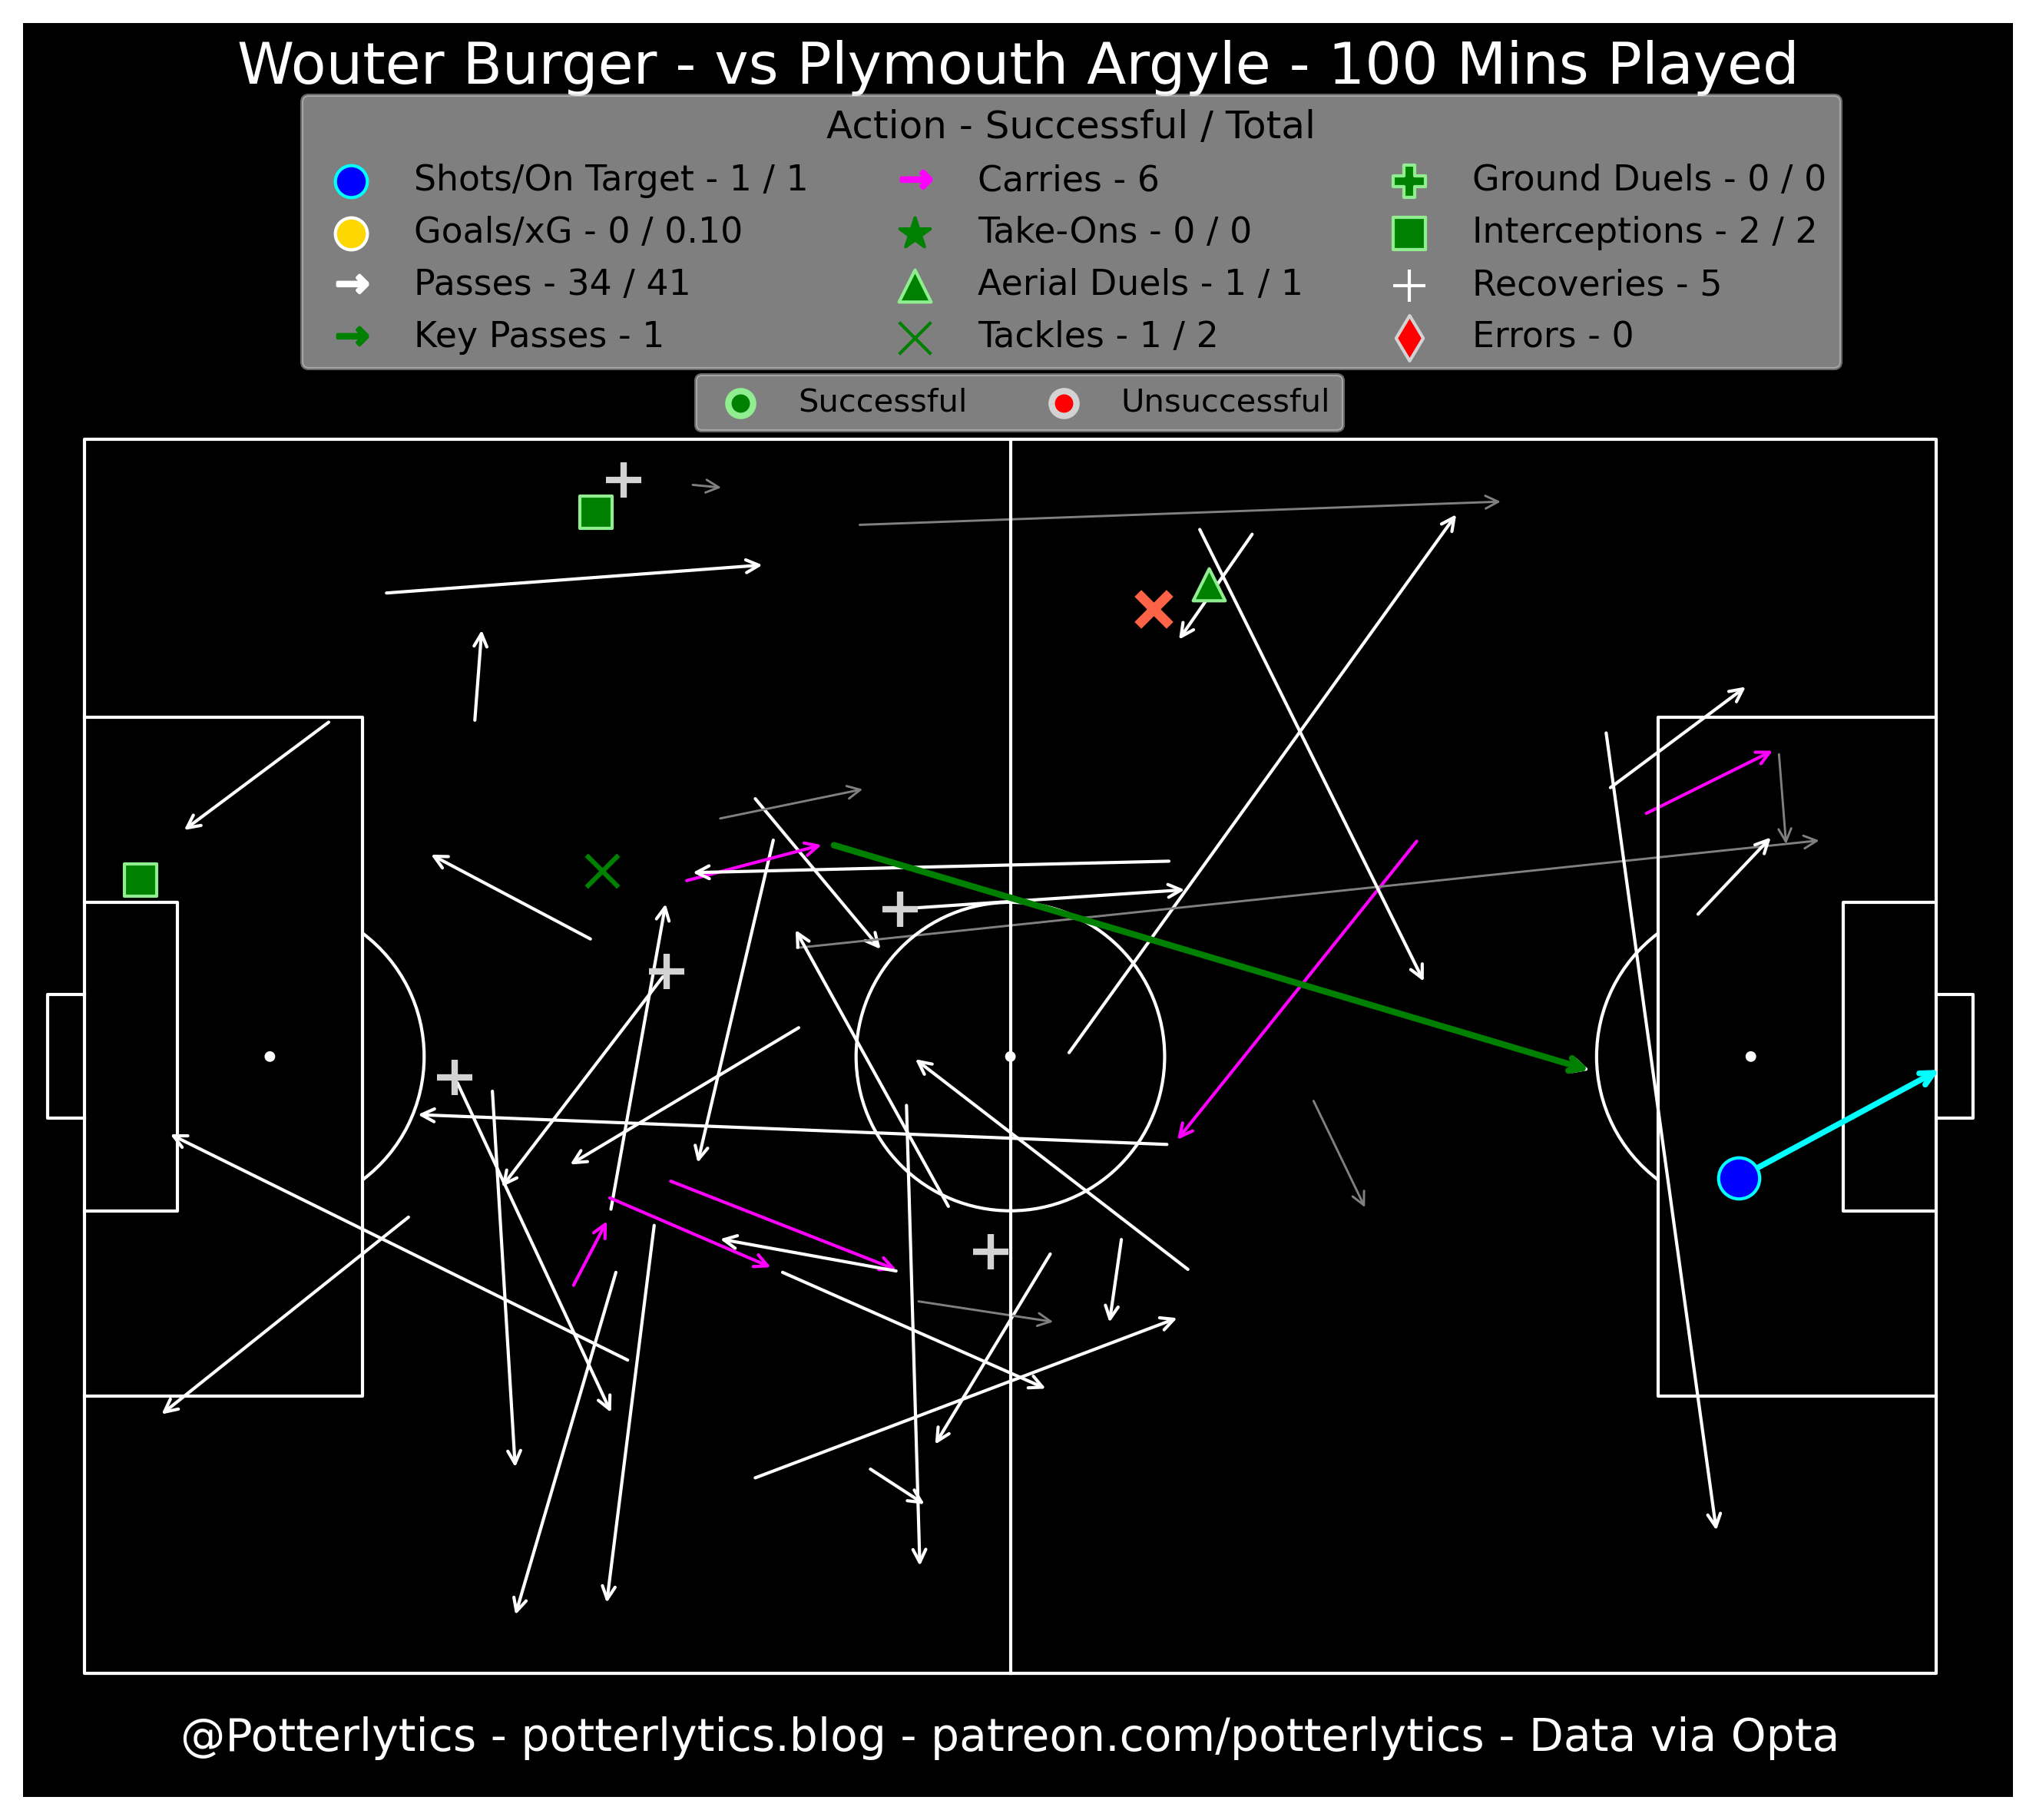 Wouter Burger - vs Plymouth Argyle - 100 Mins Played
Action - Successful / Total
Shots/On Target - 1 / 1
Goals/xG - 0 / 0.10
Passes - 34 / 41
Key Passes - 1
Carries - 6
Take-Ons - 0 / 0
Aerial Duels - 1 / 1
Tackles - 1 / 2
Ground Duels - 0 / 0
Interceptions - 2 / 2
Recoveries - 5
Errors - 0
Successful
Unsuccessful
@Potterlytics - potterlytics.blog - patreon.com/potterlytics - Data via Opta